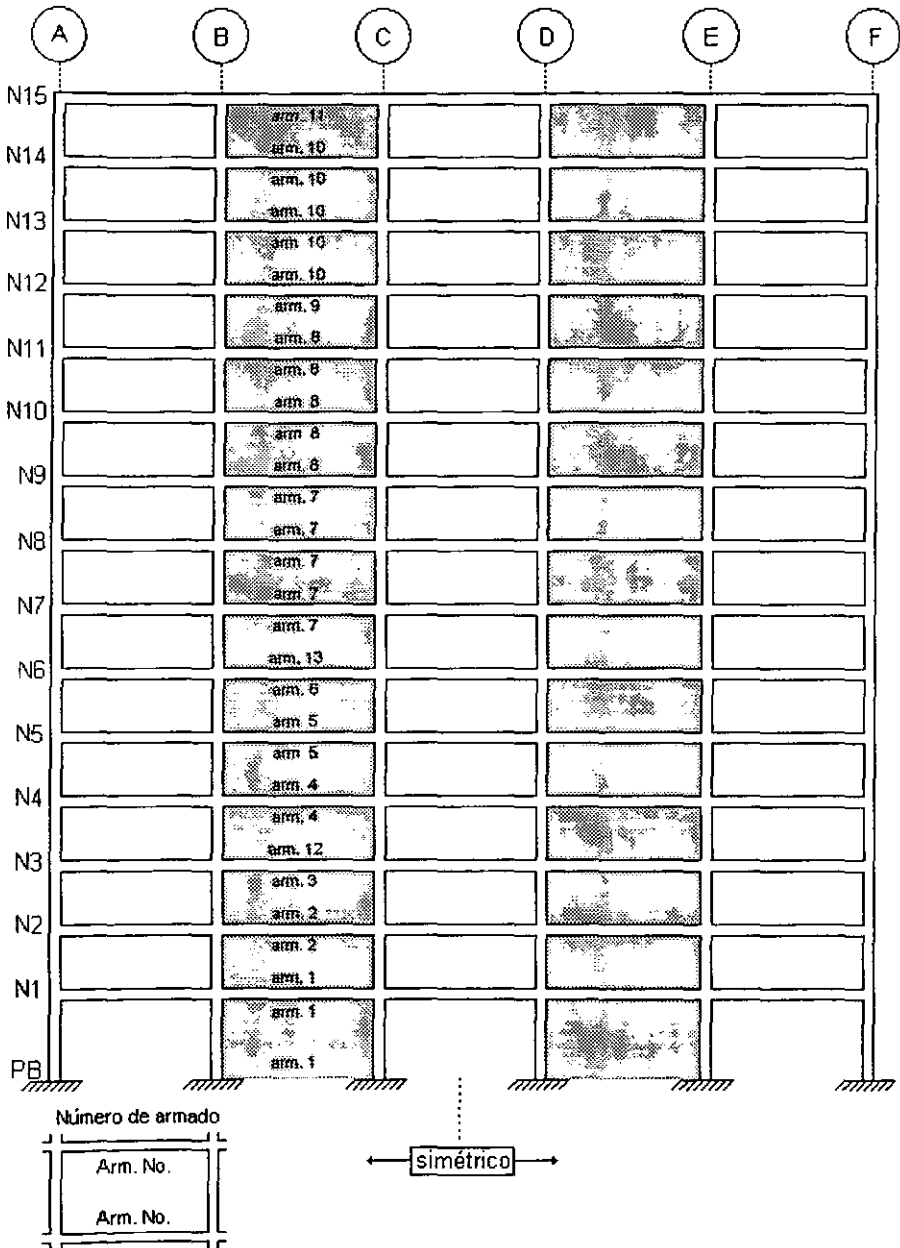 A B C D E F
N15
arm. 11
arm. 10
N14
arm. 10
arm. 10
N13
arm. 10
arm. 10
N12
arm. 9
arm. 8
N11
arm. 8
arm. 8
N10
arm 8
arm. 8
N9
arm. 7
arm. 7
N8
arm. 7
arm. 7
N7
arm. 7
arm. 13
N6
arm. 6
arm 5
N5
arm 5
arm. 4
N4
arm. 4
arm. 12
N3
arm. 3
arm. 2
N2
arm. 2
arm. 1
N1
arm. 1
arm. 1
PB
Número de armado
Arm. No.
Arm. No.
simétrico